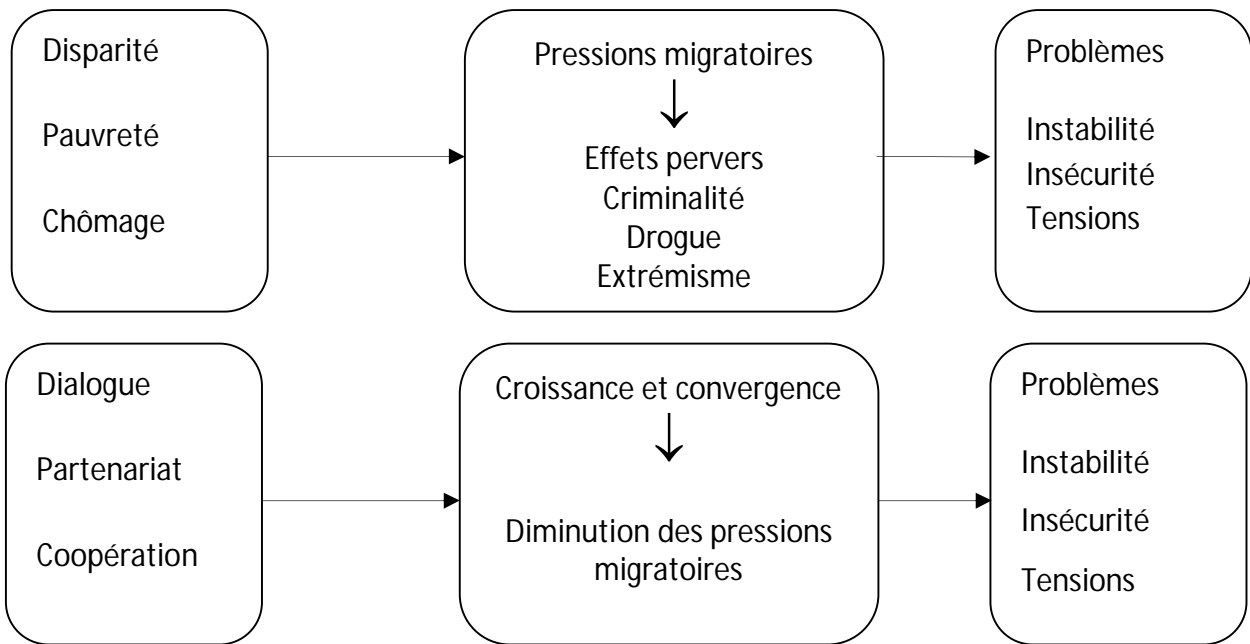 Disparité
Pauvreté
Chômage
Pressions migratoires
Effets pervers
Criminalité
Drogue
Extrémisme
Problèmes
Instabilité
Insécurité
Tensions
Dialogue
Partenariat
Coopération
Croissance et convergence
Diminution des pressions
migratoires
Problèmes
Instabilité
Insécurité
Tensions